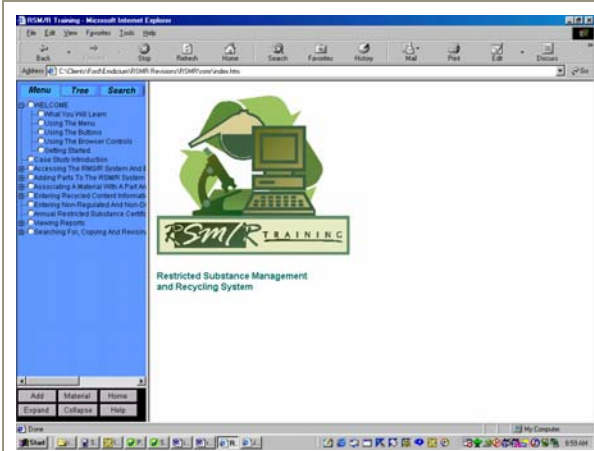 RSM/R Training - Microsoft Internet Explorer
File Edit View Favorites Tools Help
Back Stop Refresh Home Search Favorites History Mail Print Edit Discuss
Address
Go
Menu Tree Search
WELCOME
What You Will Learn
Using The Menu
Using The Buttons
Using The Browser Controls
Getting Started
Case Study Introduction
Accessing The RMS/R System And E
Adding Parts To The RSM/R System
Associating A Material With A Part An
Entering Recycled Content Informati
Entering Non-Regulated And Non-D
Annual Restricted Substance Certific
Viewing Reports
Searching For, Copying And Revisin
RSM/R TRAINING
Restricted Substance Management
and Recycling System
Add Material Home
Expand Collapse Help
Done
My Computer
Start
8:59 AM